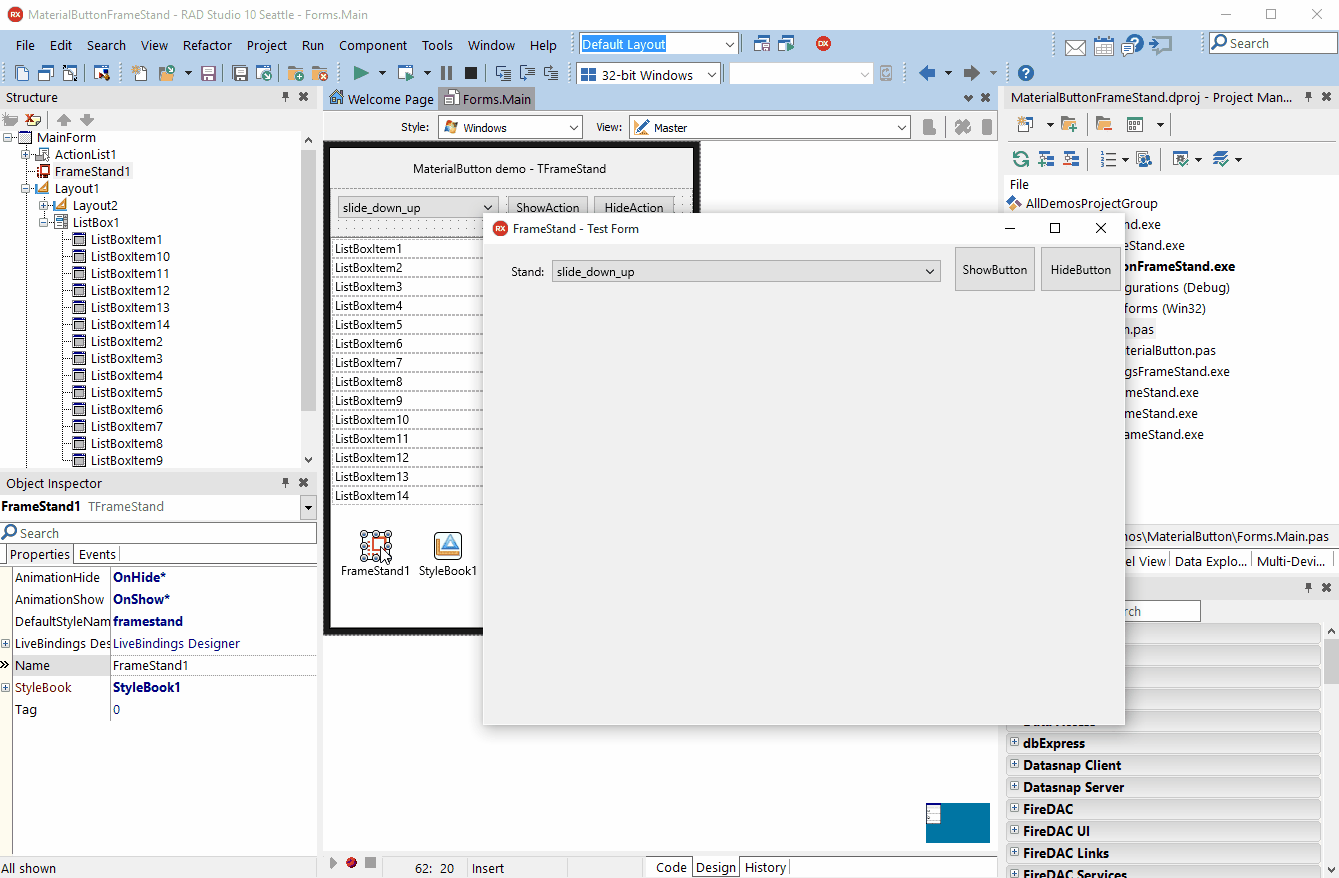 MaterialButtonFrameStand - RAD Studio 10 Seattle - Forms.Main
File Edit Search View Refactor Project Run Component Tools Window Help
Default Layout
DX
Search
32-bit Windows
Structure
MainForm
ActionList1
FrameStand1
Layout1
Layout2
ListBox1
ListBoxItem1
ListBoxItem10
ListBoxItem11
ListBoxItem12
ListBoxItem13
ListBoxItem14
ListBoxItem2
ListBoxItem3
ListBoxItem4
ListBoxItem5
ListBoxItem6
ListBoxItem7
ListBoxItem8
ListBoxItem9
Object Inspector
FrameStand1 TFrameStand
Search
Properties Events
AnimationHide OnHide*
AnimationShow OnShow*
DefaultStyleNam framestand
LiveBindings Des LiveBindings Designer
Name FrameStand1
StyleBook StyleBook1
Tag 0
All shown
Welcome Page Forms.Main
Style: Windows View: Master
MaterialButton demo - TFrameStand
slide_down_up ShowAction HideAction
ListBoxItem1
ListBoxItem2
ListBoxItem3
ListBoxItem4
ListBoxItem5
ListBoxItem6
ListBoxItem7
ListBoxItem8
ListBoxItem9
ListBoxItem10
ListBoxItem11
ListBoxItem12
ListBoxItem13
ListBoxItem14
FrameStand1 StyleBook1
RX FrameStand - Test Form
Stand: slide_down_up ShowButton HideButton
62: 20 Insert
Code Design History
MaterialButtonFrameStand.dproj - Project Man...
File
AllDemosProjectGroup
nd.exe
eStand.exe
onFrameStand.exe
gurations (Debug)
forms (Win32)
n.pas
terialButton.pas
gsFrameStand.exe
meStand.exe
meStand.exe
ameStand.exe
nos\MaterialButton\Forms.Main.pas
el View Data Explo... Multi-Devi...
rch
dbExpress
Datasnap Client
Datasnap Server
FireDAC
FireDAC UI
FireDAC Links
FireDAC Services